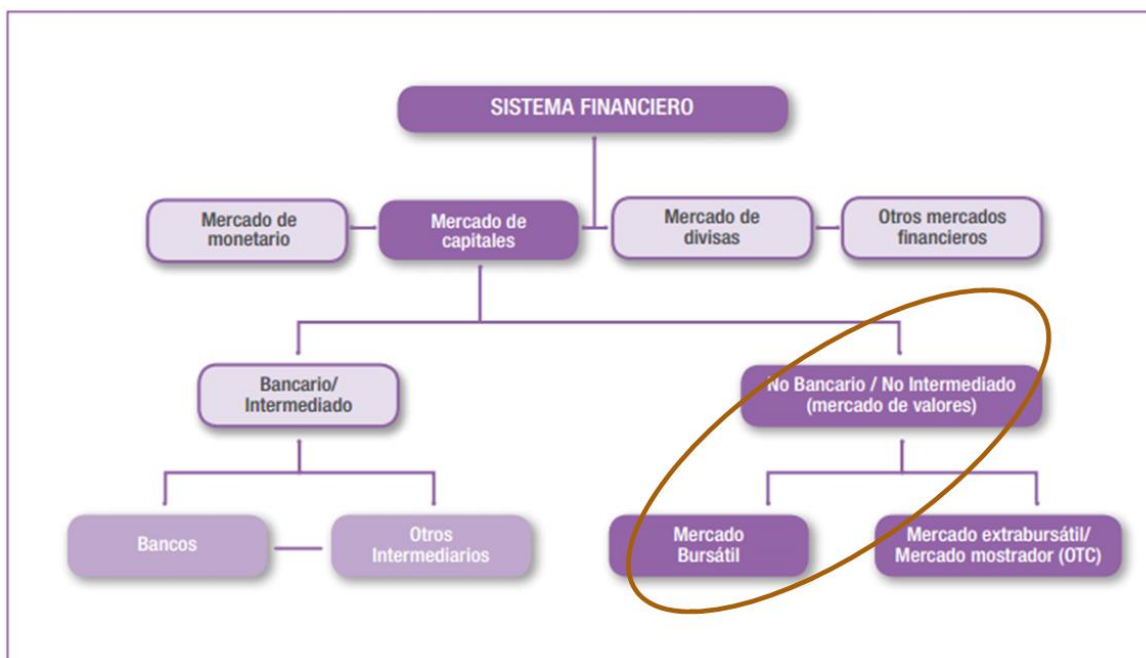 SISTEMA FINANCIERO
Mercado de
monetario
Mercado de
capitales
Mercado de
divisas
Otros mercados
financieros
Bancario/
Intermediado
No Bancario / No Intermediado
(mercado de valores)
Bancos
Otros
Intermediarios
Mercado
Bursátil
Mercado extrabursátil/
Mercado mostrador (OTC)